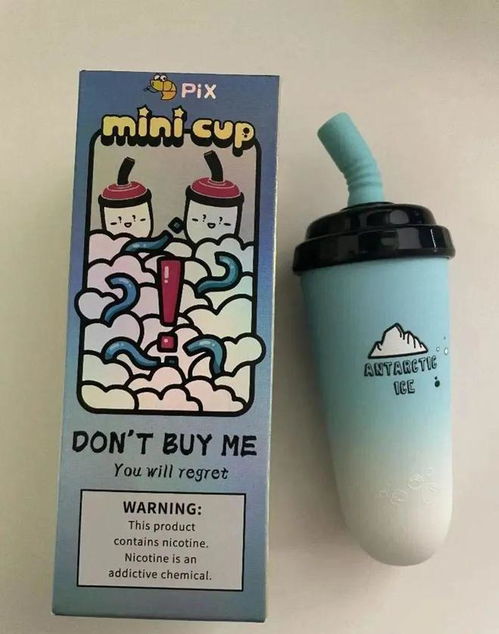 PiX
mini cup
DON'T BUY ME
You will regret
WARNING:
This product
contains nicotine.
Nicotine is an
addictive chemical.
ANTARCTIC
ICE